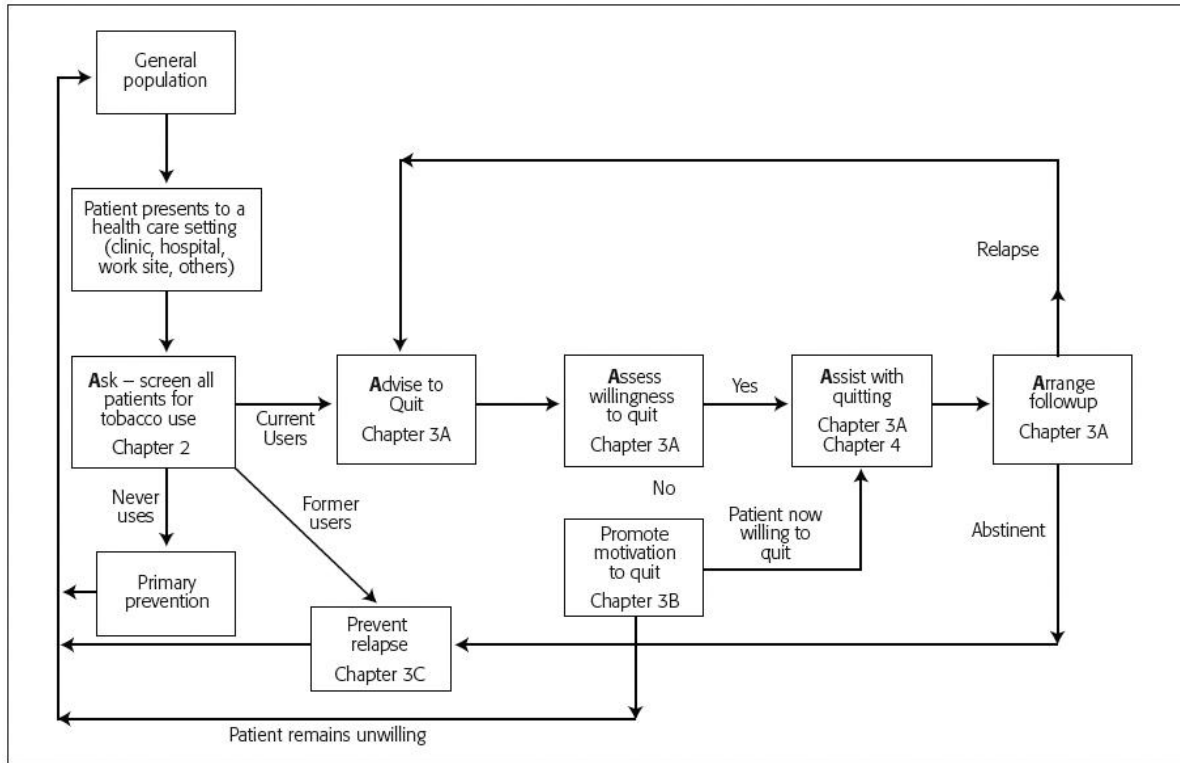 General
population
Patient presents to a
health care setting
(clinic, hospital,
work site, others)
Relapse
Ask – screen all
patients for
tobacco use
Chapter 2
Current
Users
Advise to
Quit
Chapter 3A
Assess
willingness
to quit
Chapter 3A
Yes
Assist with
quitting
Chapter 3A
Chapter 4
Arrange
followup
Chapter 3A
Never
uses
Former
users
No
Patient now
willing to
quit
Abstinent
Primary
prevention
Promote
motivation
to quit
Chapter 3B
Prevent
relapse
Chapter 3C
Patient remains unwilling